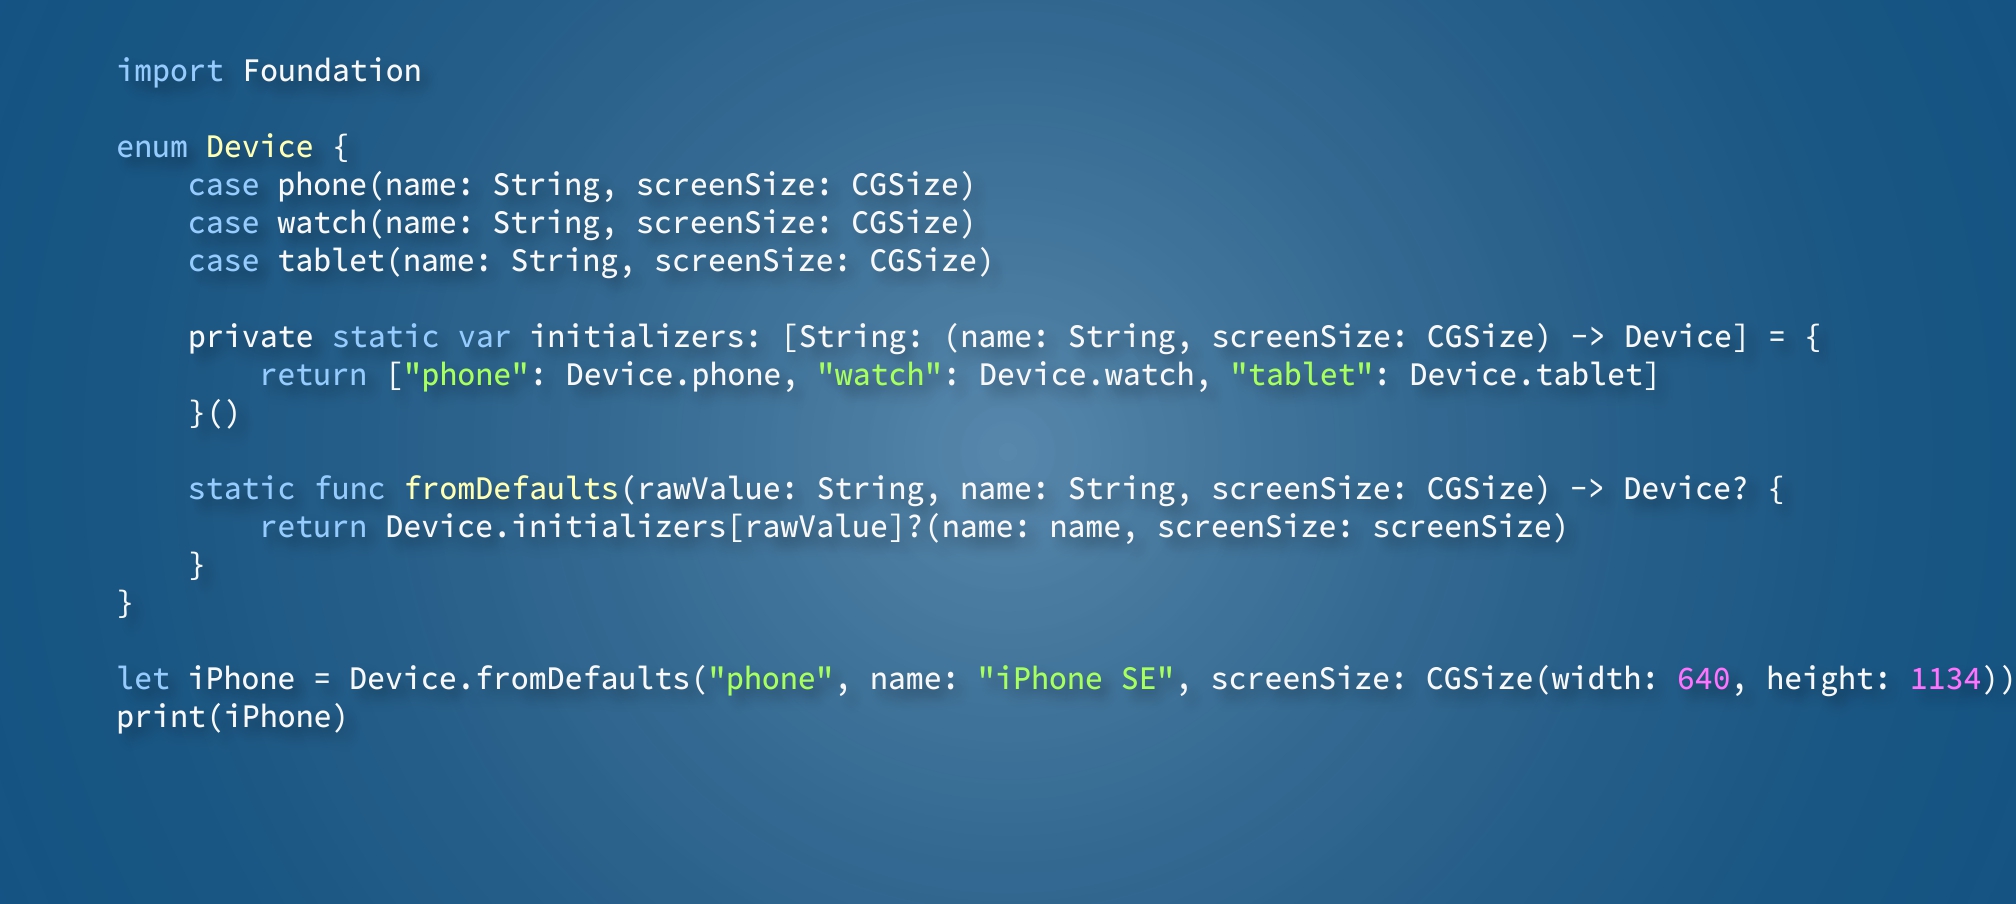 import Foundation
enum Device {
case phone(name: String, screenSize: CGSize)
case watch(name: String, screenSize: CGSize)
case tablet(name: String, screenSize: CGSize)
private static var initializers: [String: (name: String, screenSize: CGSize) -> Device] = {
return ["phone": Device.phone, "watch": Device.watch, "tablet": Device.tablet]
}()
static func fromDefaults(rawValue: String, name: String, screenSize: CGSize) -> Device? {
return Device.initializers[rawValue]?(name: name, screenSize: screenSize)
}
}
let iPhone = Device.fromDefaults("phone", name: "iPhone SE", screenSize: CGSize(width: 640, height: 1134))
print(iPhone)